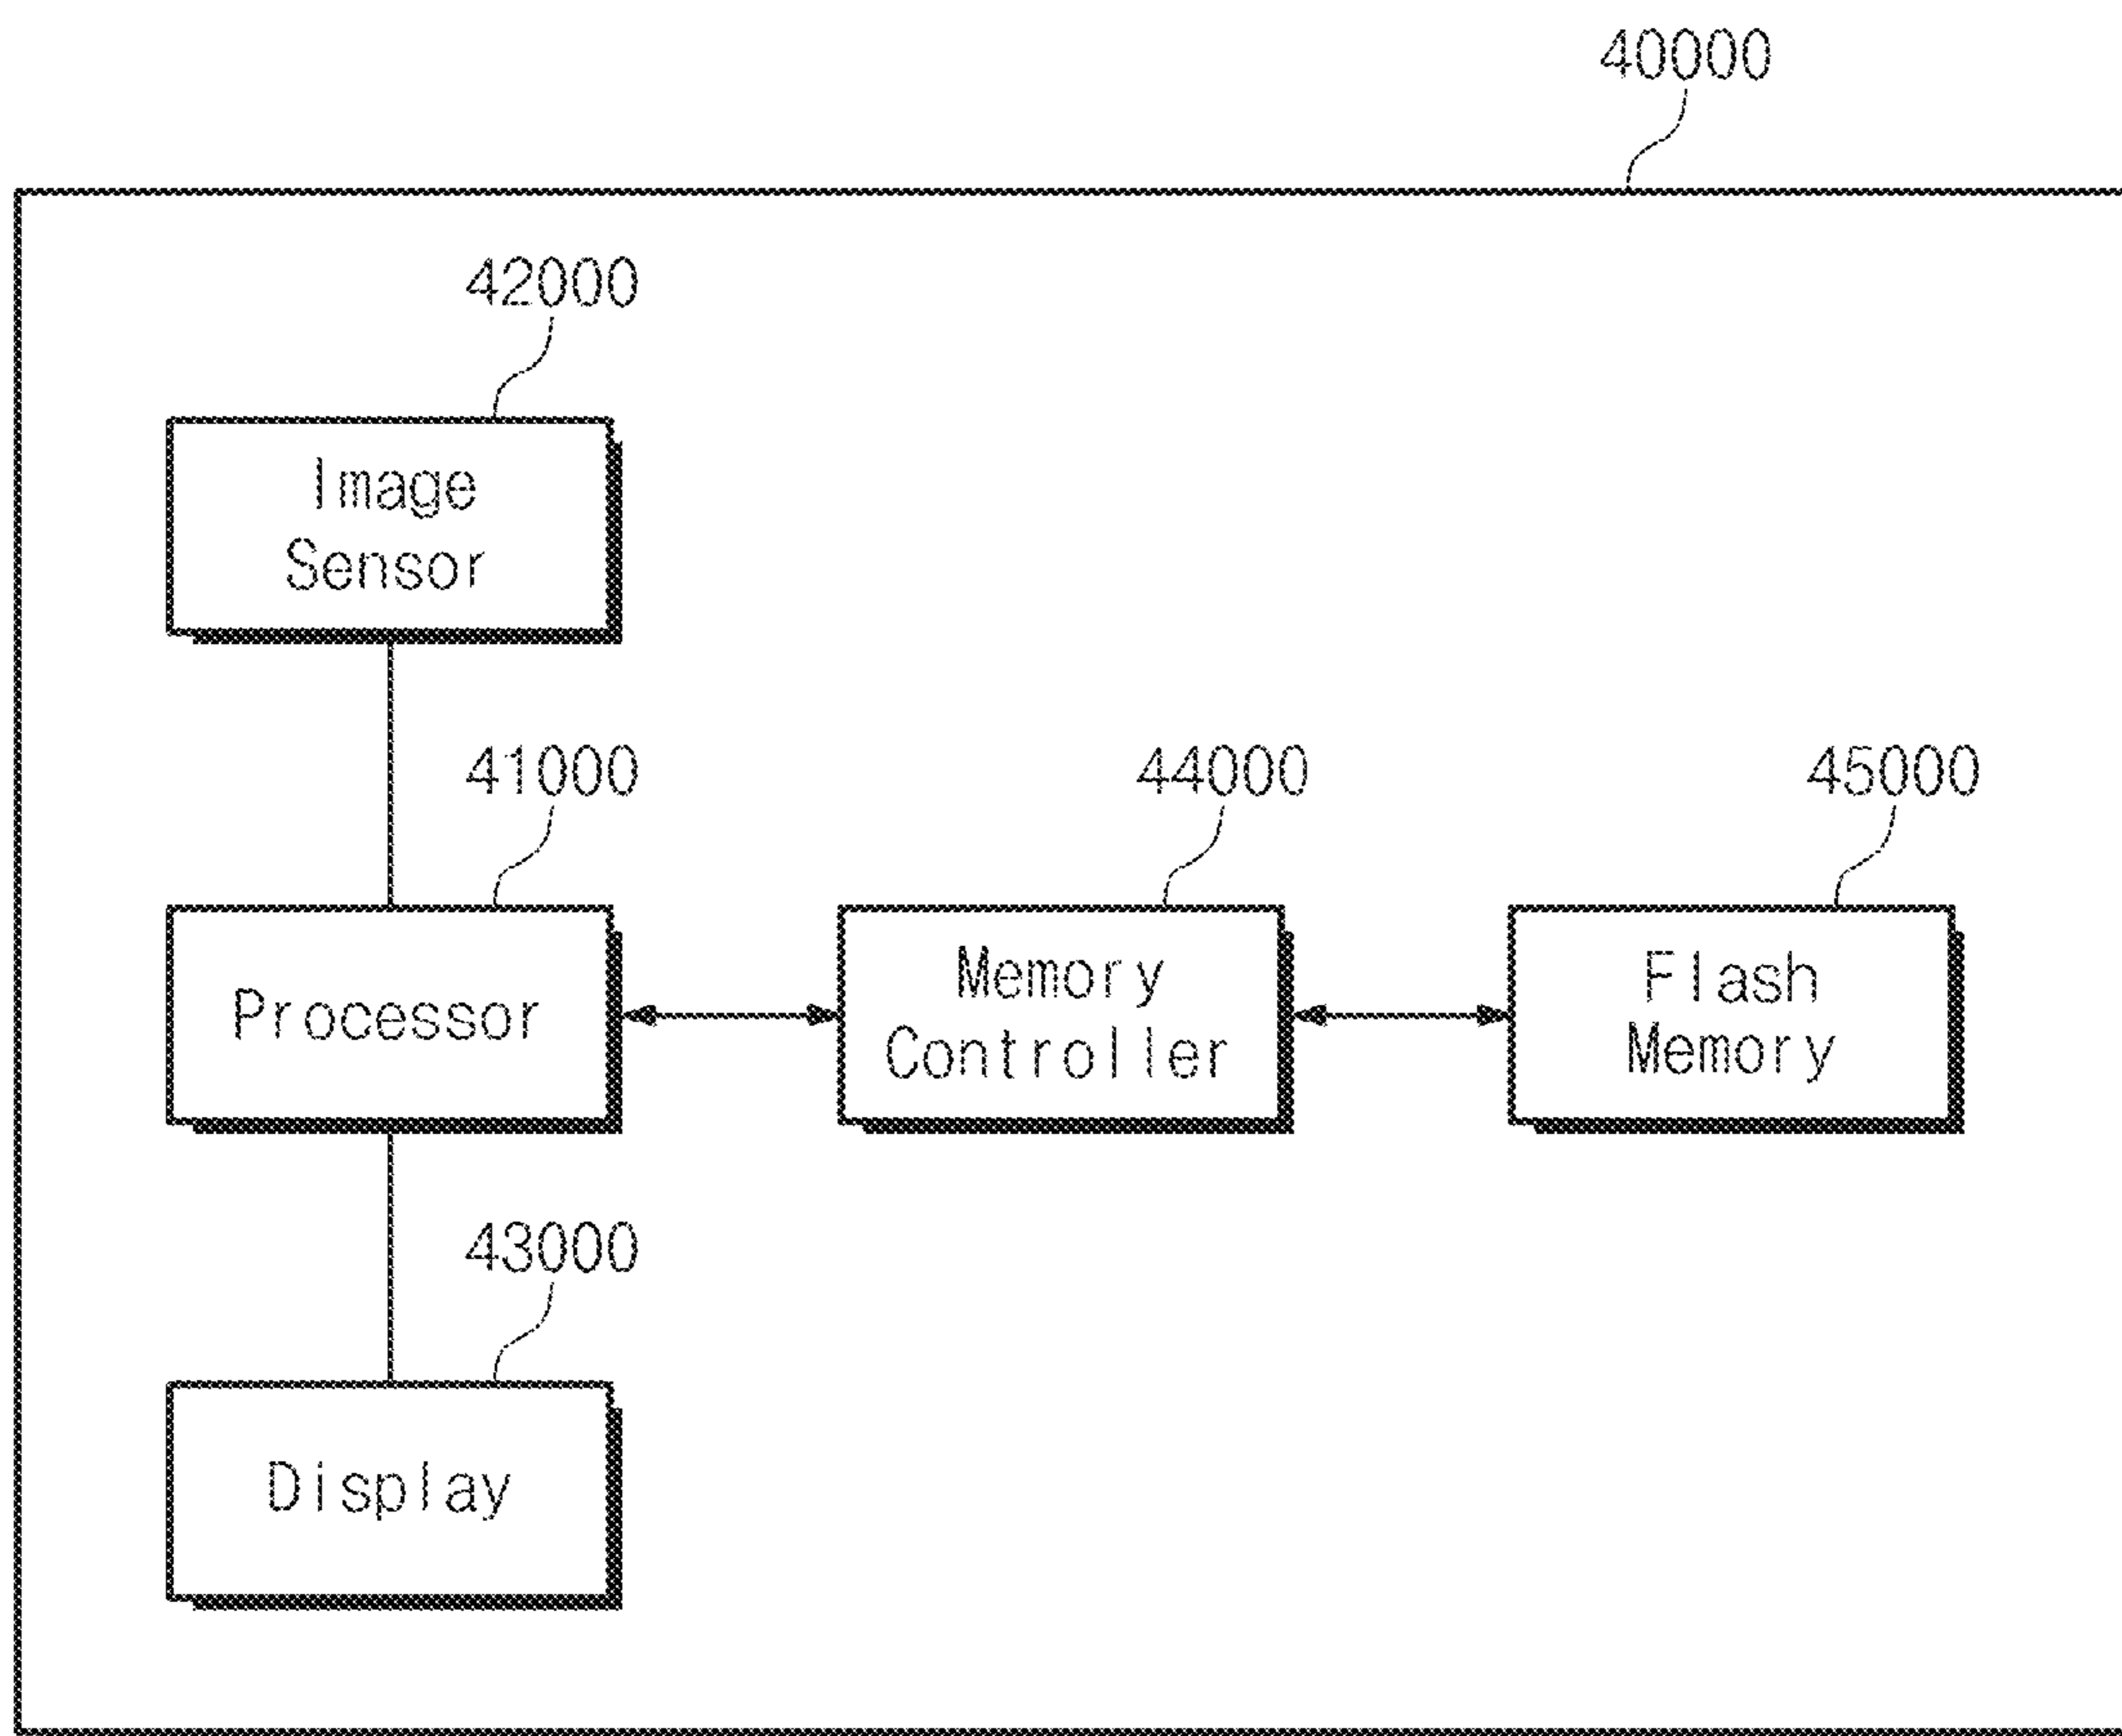 40000
42000
Image
Sensor
41000
Processor
44000
Memory
Controller
45000
Flash
Memory
43000
Display